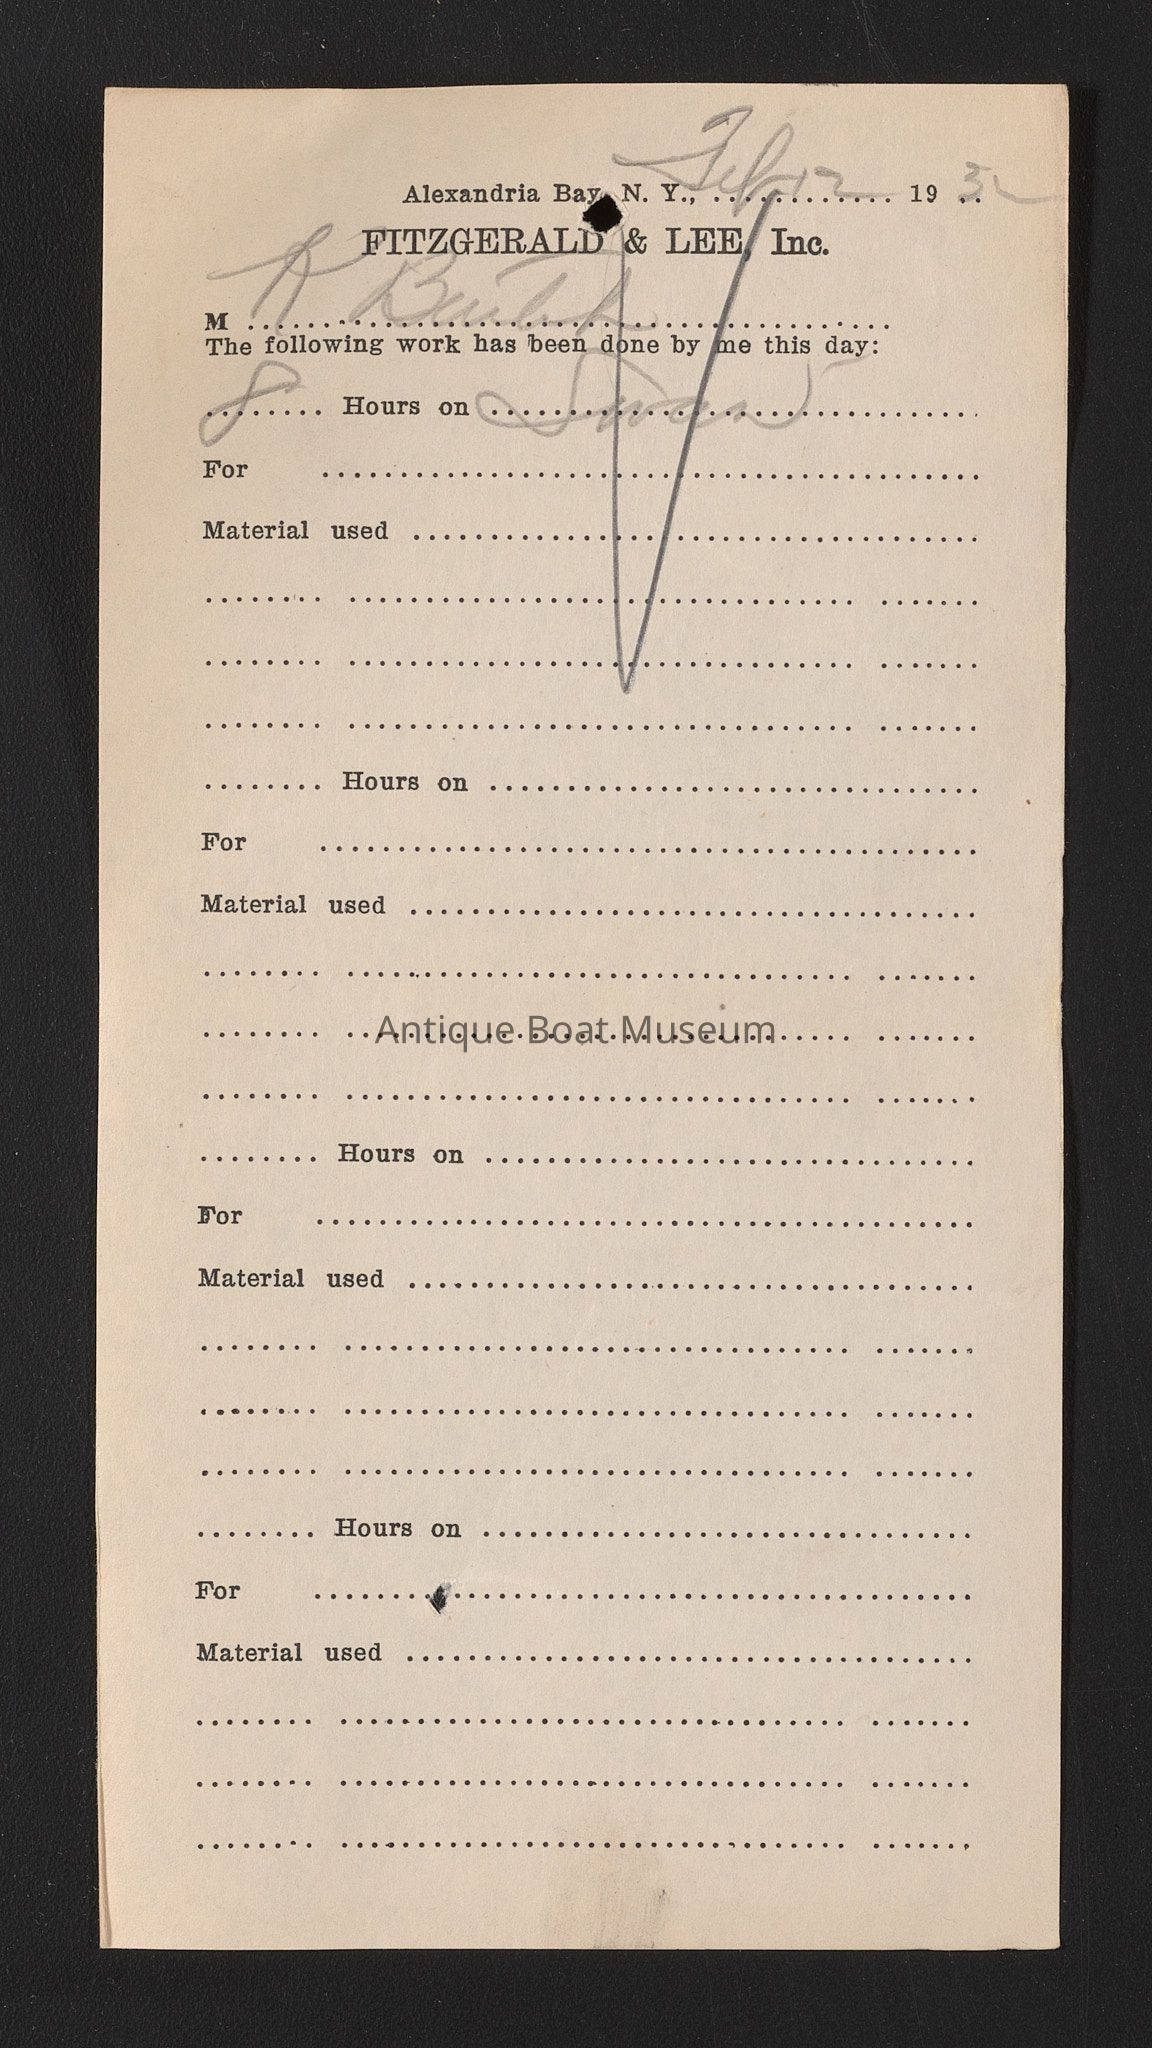 Alexandria Bay, N. Y., Feb 12 1932
FITZGERALD & LEE, Inc.
M R
The following work has been done by me this day:
8 Hours on Swan
For
Material used
Hours on
For
Material used
Antique Boat Museum
Hours on
For
Material used
Hours on
For
Material used